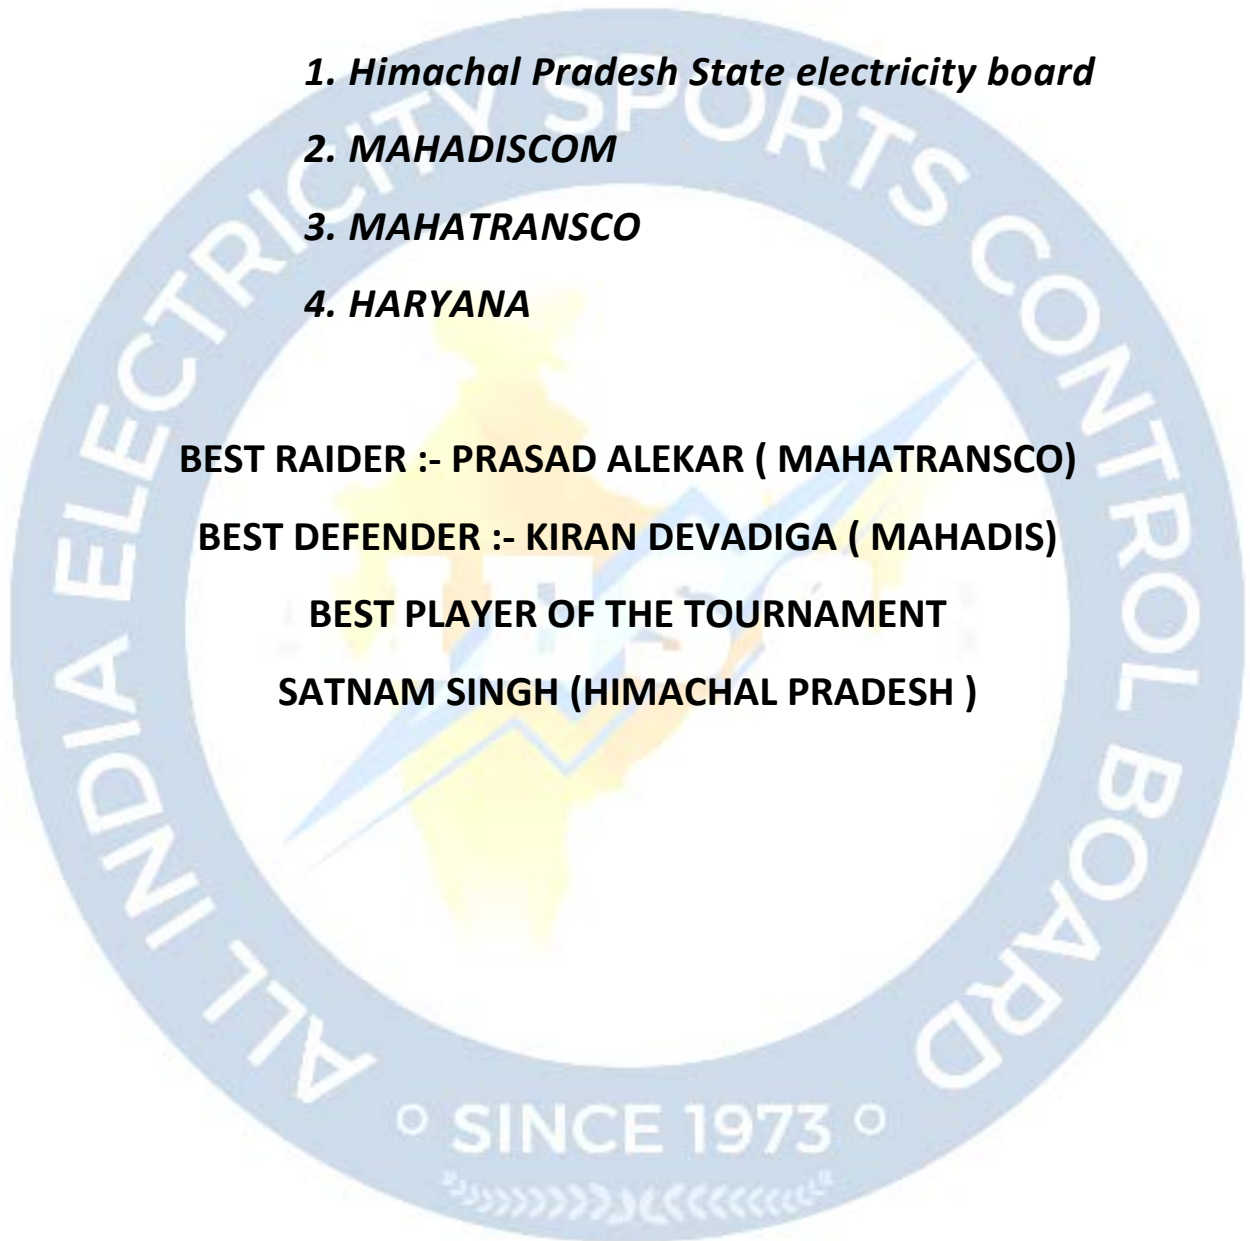 1. Himachal Pradesh State electricity board
2. MAHADISCOM
3. MAHATRANSCO
4. HARYANA
BEST RAIDER :- PRASAD ALEKAR ( MAHATRANSCO)
BEST DEFENDER :- KIRAN DEVADIGA ( MAHADIS)
BEST PLAYER OF THE TOURNAMENT
SATNAM SINGH (HIMACHAL PRADESH )
ALL INDIA ELECTRICITY SPORTS CONTROL BOARD
SINCE 1973